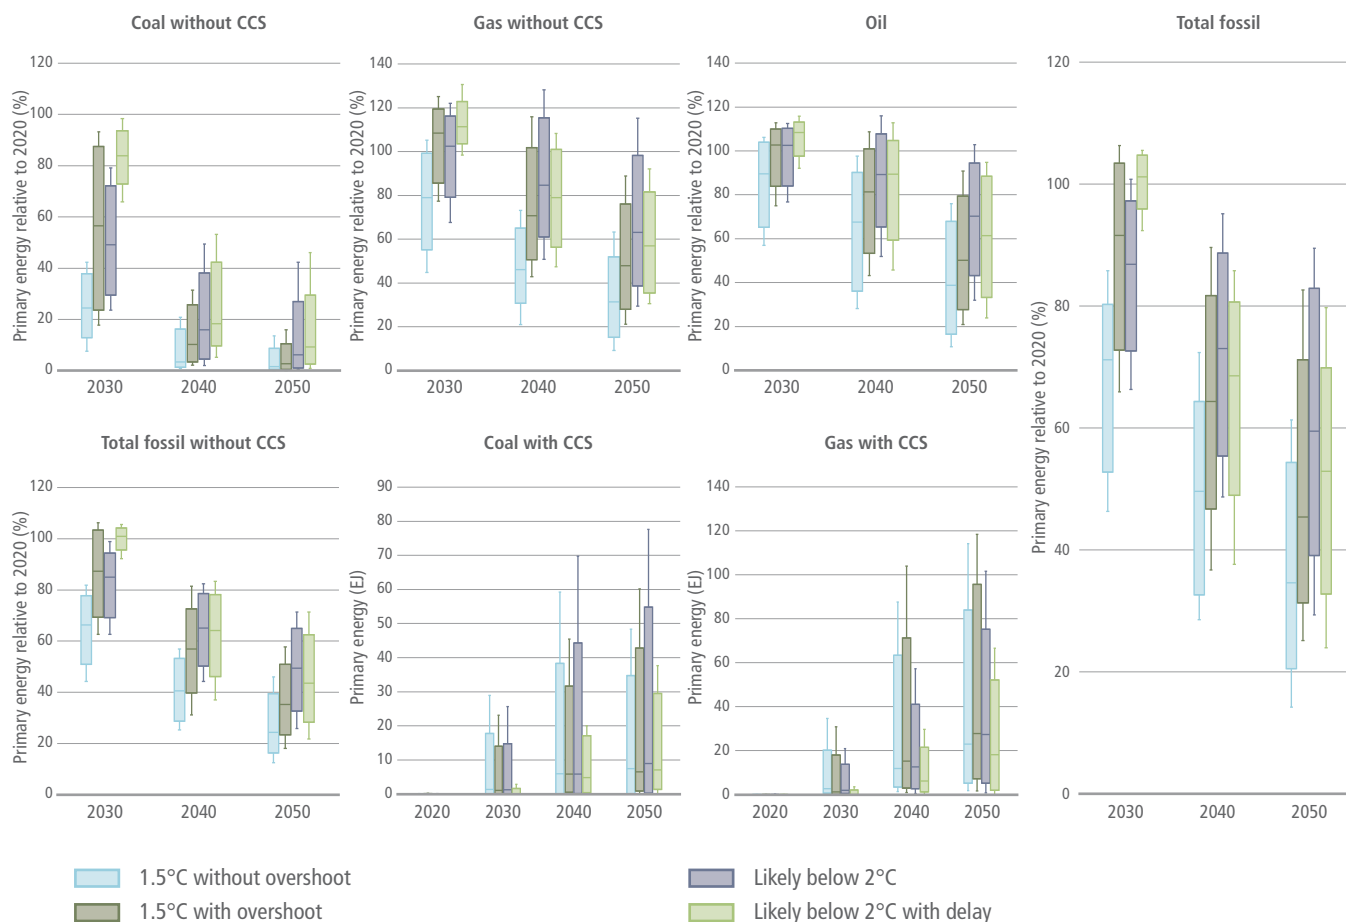 Coal without CCS
Primary energy relative to 2020 (%)
120
100
80
60
40
20
0
2030 2040 2050
Gas without CCS
Primary energy relative to 2020 (%)
140
120
100
80
60
40
20
0
2030 2040 2050
Oil
Primary energy relative to 2020 (%)
140
120
100
80
60
40
20
0
2030 2040 2050
Total fossil
Primary energy relative to 2020 (%)
120
100
80
60
40
20
0
2030 2040 2050
Total fossil without CCS
Primary energy relative to 2020 (%)
120
100
80
60
40
20
0
2030 2040 2050
Coal with CCS
Primary energy (EJ)
90
80
70
60
50
40
30
20
10
0
2020 2030 2040 2050
Gas with CCS
Primary energy (EJ)
140
120
100
80
60
40
20
0
2020 2030 2040 2050
1.5°C without overshoot
1.5°C with overshoot
Likely below 2°C
Likely below 2°C with delay